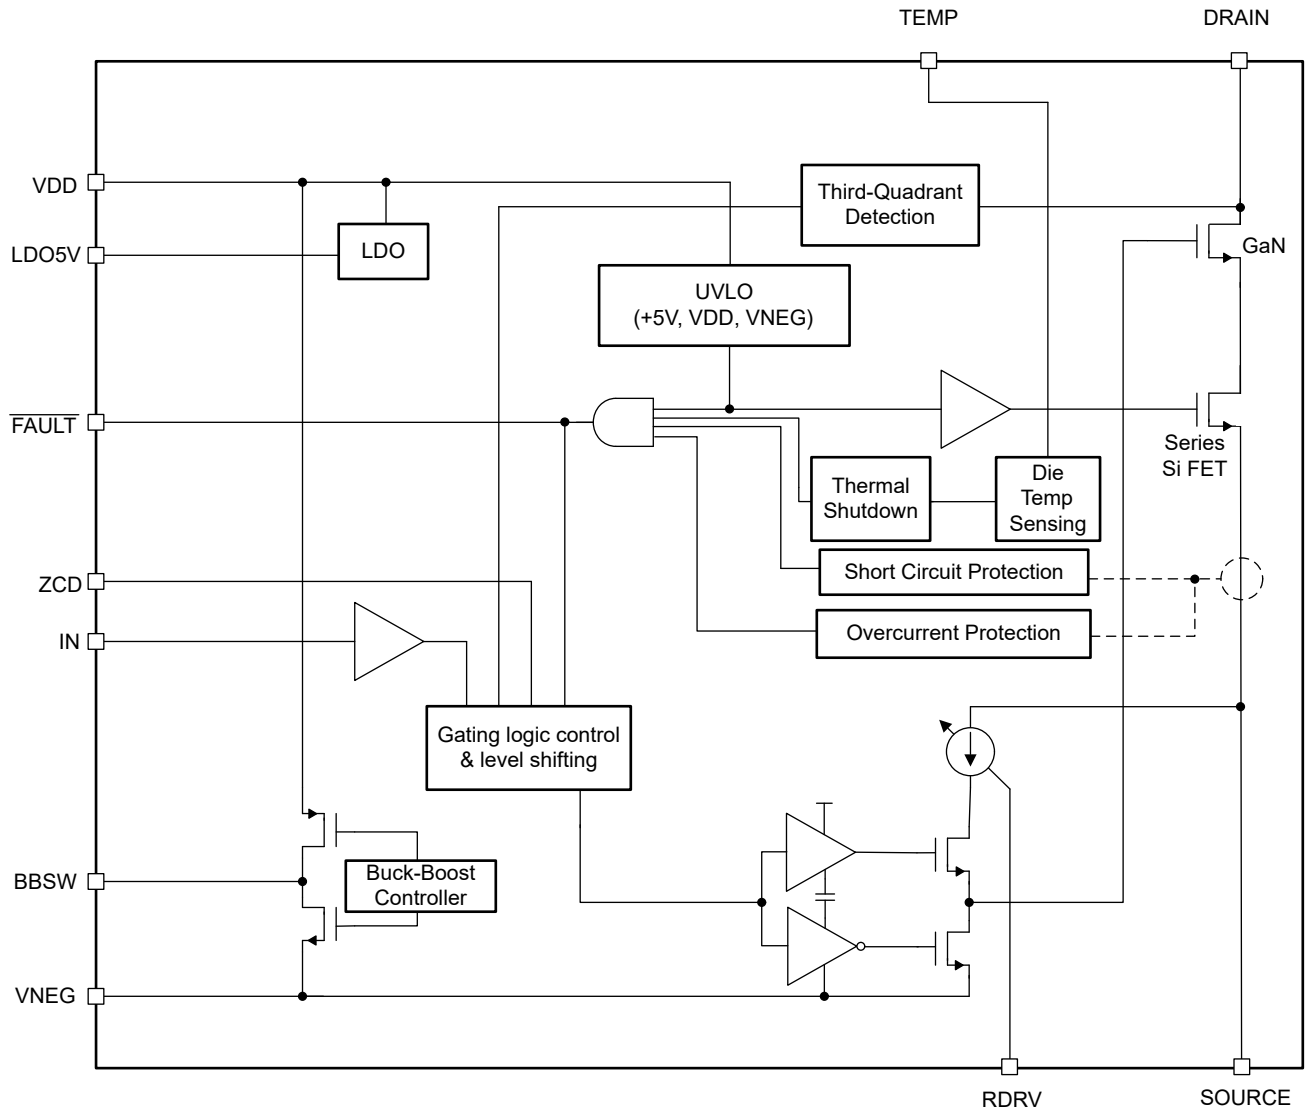 TEMP
DRAIN
VDD
Third-Quadrant
Detection
LDO5V
LDO
GaN
UVLO
(+5V, VDD, VNEG)
FAULT
Series
Si FET
Thermal
Shutdown
Die
Temp
Sensing
Short Circuit Protection
ZCD
IN
Overcurrent Protection
Gating logic control
& level shifting
BBSW
Buck-Boost
Controller
VNEG
RDRV
SOURCE